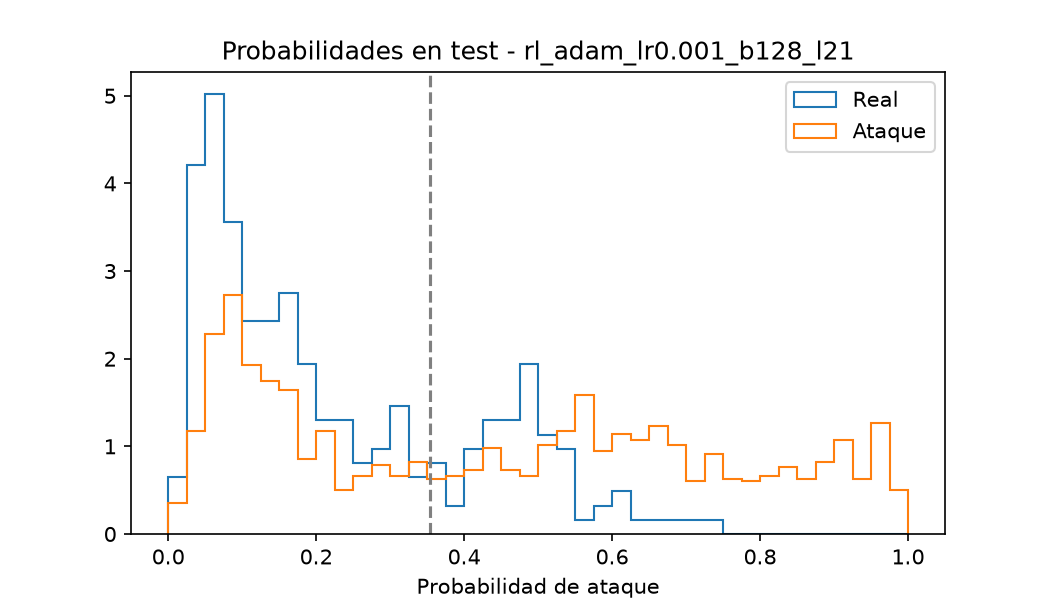 Probabilidades en test - rl_adam_lr0.001_b128_l21
Real
Ataque
5
4
3
2
1
0
0.0 0.2 0.4 0.6 0.8 1.0
Probabilidad de ataque